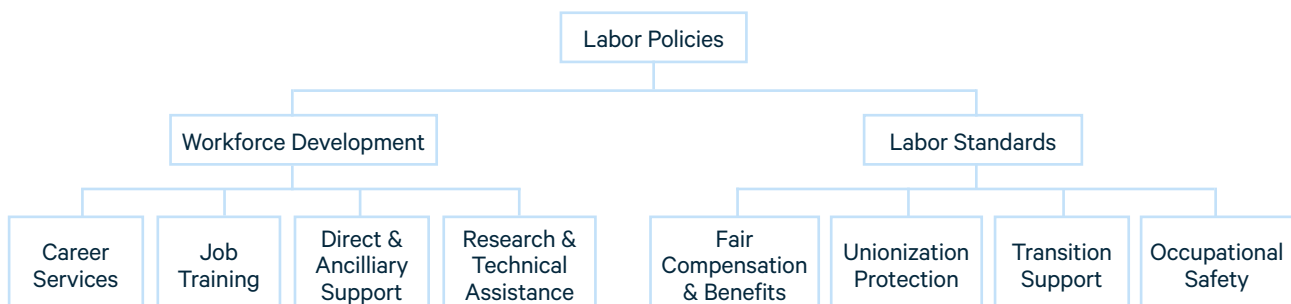 Labor Policies
Workforce Development
Labor Standards
Career
Services
Job
Training
Direct &
Ancilliary
Support
Research &
Technical
Assistance
Fair
Compensation
& Benefits
Unionization
Protection
Transition
Support
Occupational
Safety